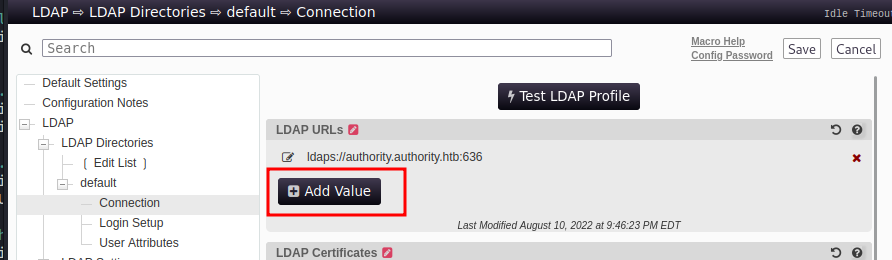 LDAP ⇨ LDAP Directories ⇨ default ⇨ Connection
Idle Timeou
Search
Macro Help
Config Password
Save
Cancel
Default Settings
Configuration Notes
LDAP
LDAP Directories
[ Edit List ]
default
Connection
Login Setup
User Attributes
Test LDAP Profile
LDAP URLs
ldaps://authority.authority.htb:636
Add Value
Last Modified August 10, 2022 at 9:46:23 PM EDT
LDAP Certificates